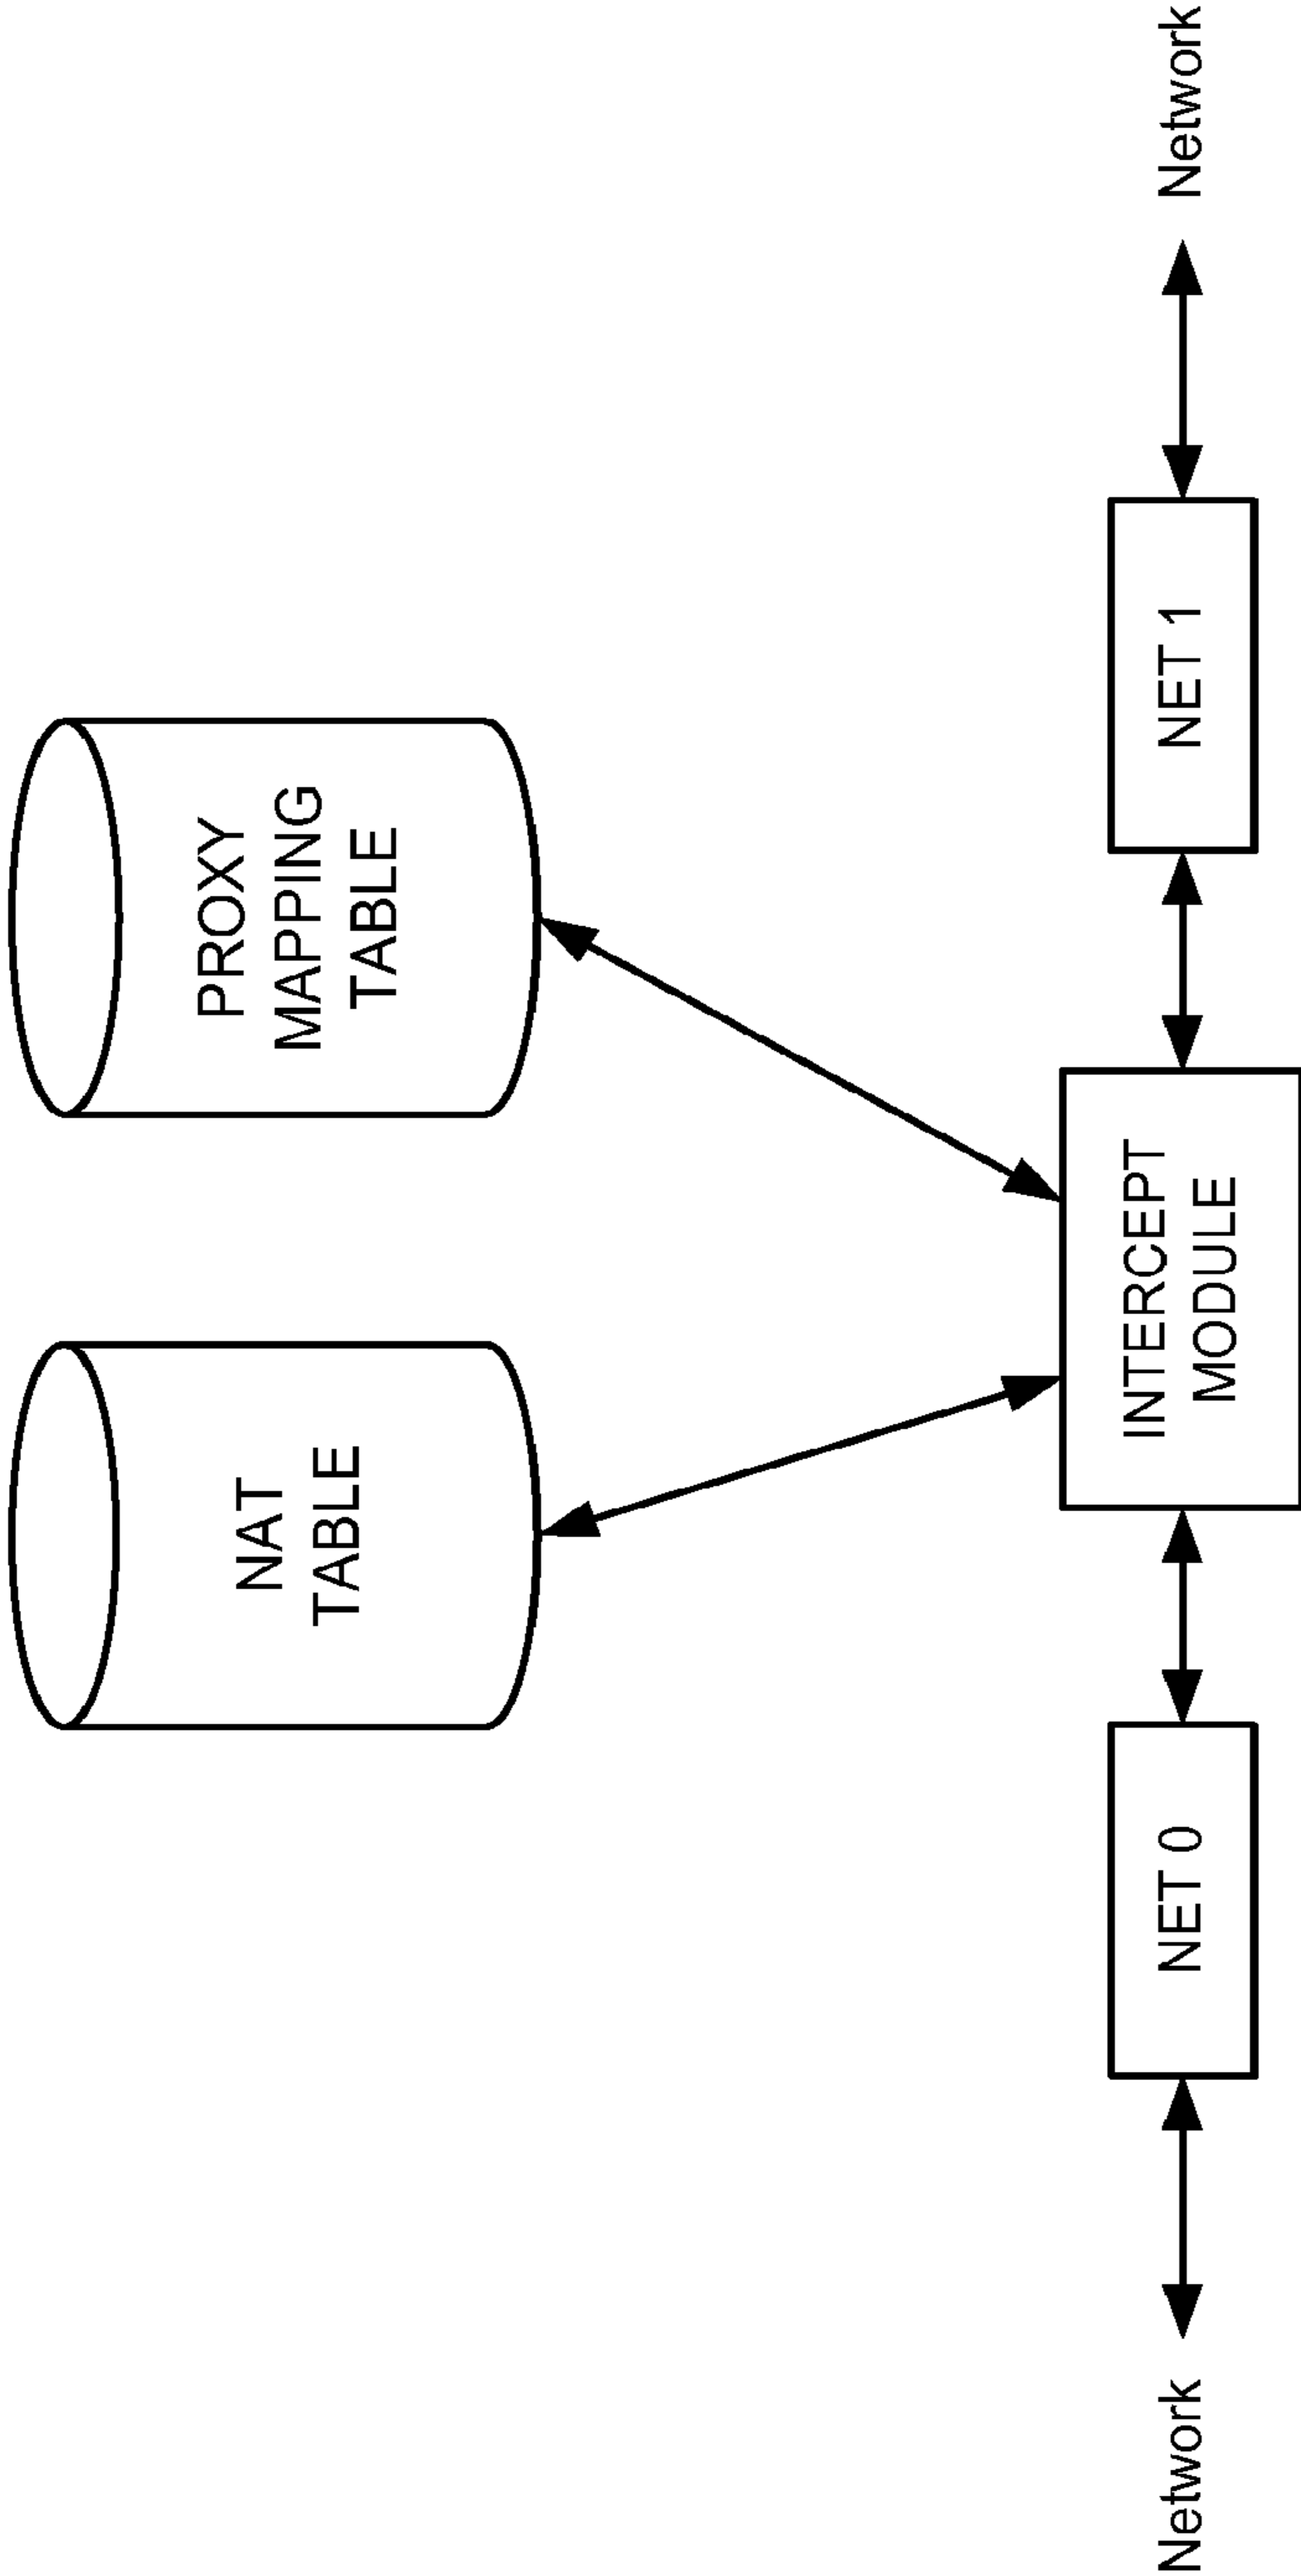 NAT
TABLE
PROXY
MAPPING
TABLE
Network
NET 0
INTERCEPT
MODULE
NET 1
Network